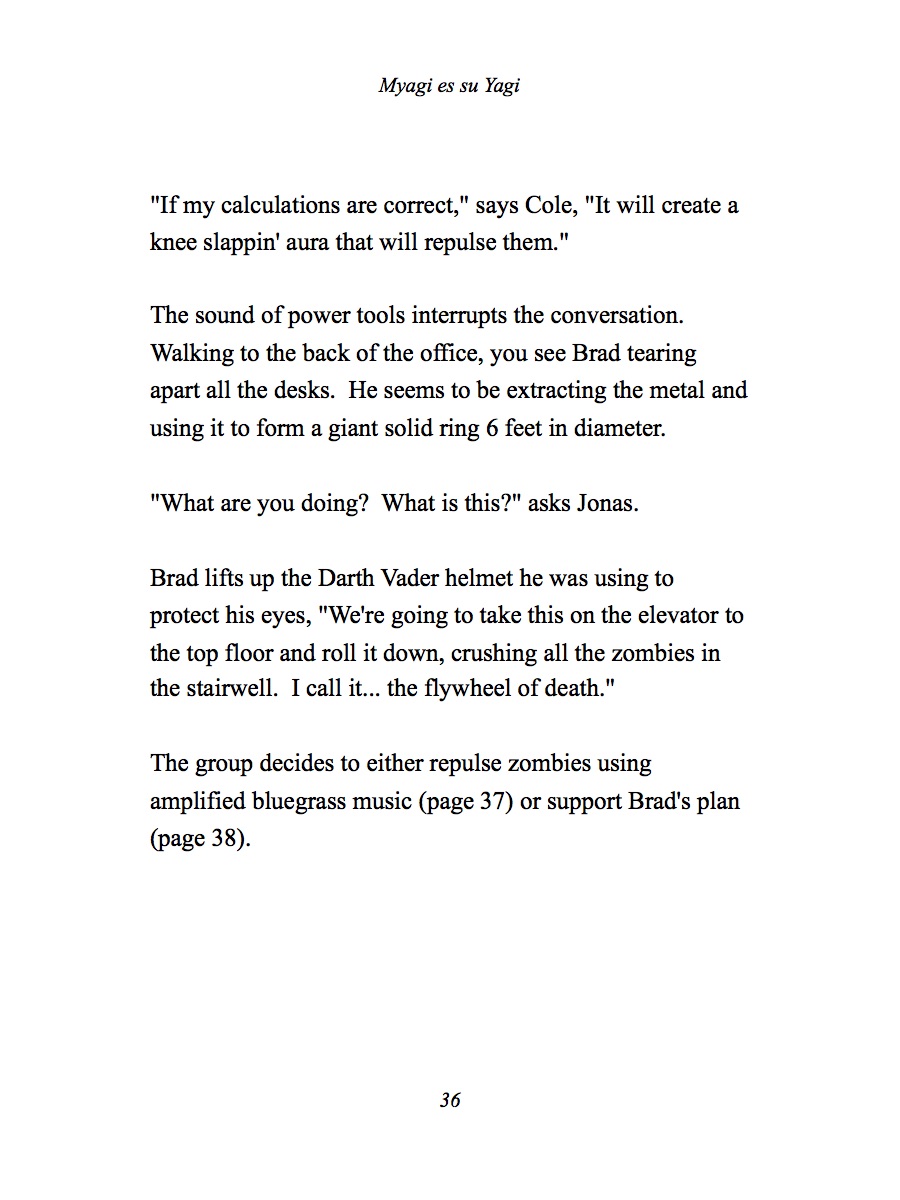 Myagi es su Yagi
"If my calculations are correct," says Cole, "It will create a
knee slappin' aura that will repulse them."
The sound of power tools interrupts the conversation.
Walking to the back of the office, you see Brad tearing
apart all the desks.  He seems to be extracting the metal and
using it to form a giant solid ring 6 feet in diameter.
"What are you doing?  What is this?" asks Jonas.
Brad lifts up the Darth Vader helmet he was using to
protect his eyes, "We're going to take this on the elevator to
the top floor and roll it down, crushing all the zombies in
the stairwell.  I call it... the flywheel of death."
The group decides to either repulse zombies using
amplified bluegrass music (page 37) or support Brad's plan
(page 38).
36